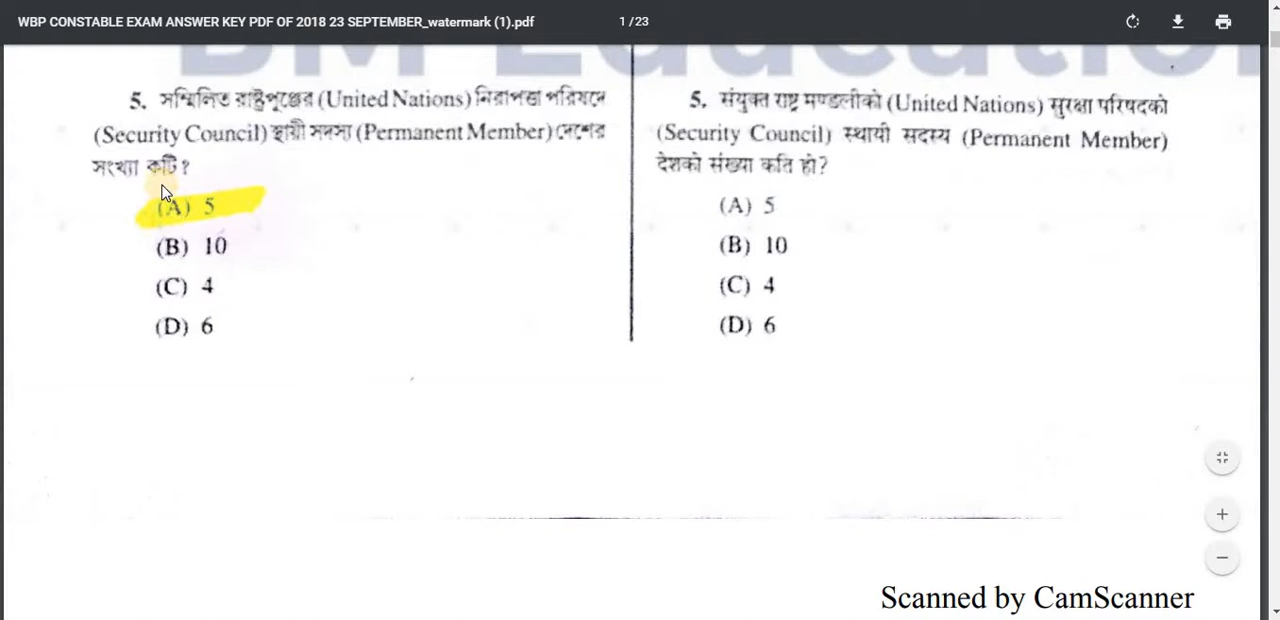 WBP CONSTABLE EXAM ANSWER KEY PDF OF 2018 23 SEPTEMBER_watermark (1).pdf
1 / 23
BM Education
5. সম্মিলিত রাষ্ট্রপুঞ্জের (United Nations) নিরাপত্তা পরিষদে
(Security Council) স্থায়ী সদস্য (Permanent Member) দেশের
সংখ্যা কটি?
(A) 5
(B) 10
(C) 4
(D) 6
5. संयुक्त राष्ट्र मण्डलीको (United Nations) सुरक्षा परिषदको
(Security Council) स्थायी सदस्य (Permanent Member)
देशको संख्या कति हो?
(A) 5
(B) 10
(C) 4
(D) 6
Scanned by CamScanner